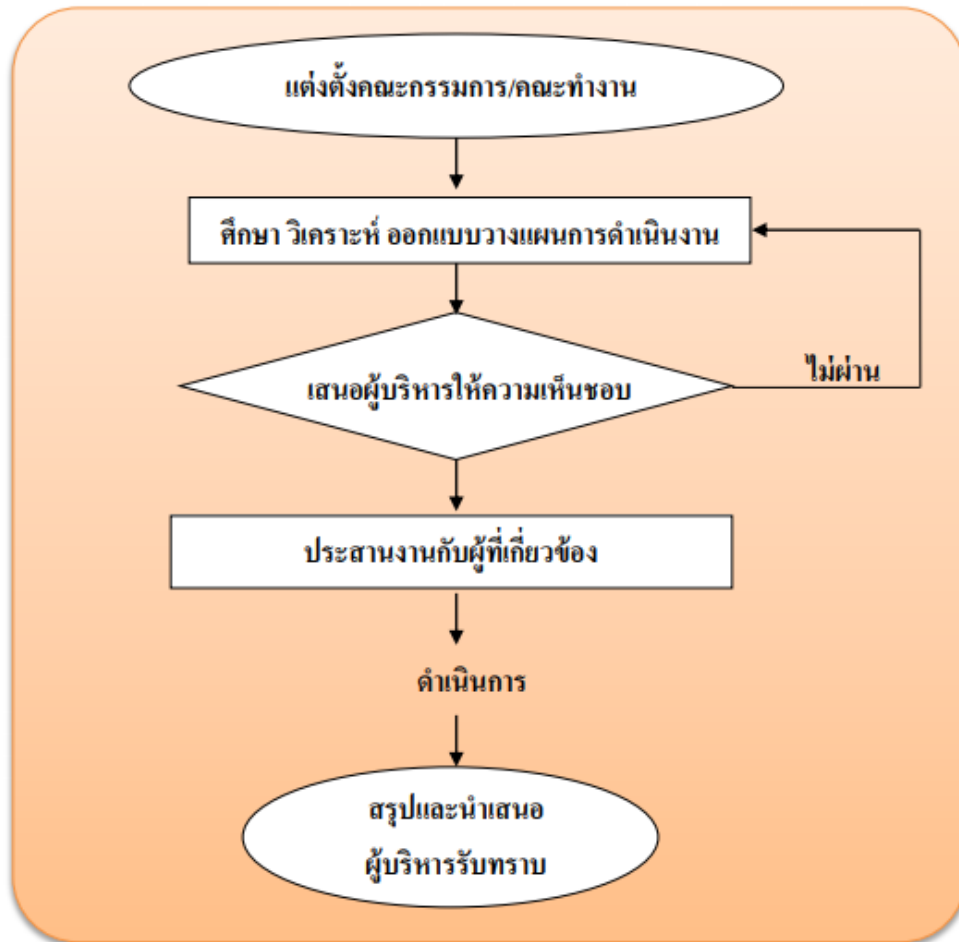 แต่งตั้งคณะกรรมการ/คณะทำงาน
ศึกษา วิเคราะห์ ออกแบบวางแผนการดำเนินงาน
เสนอผู้บริหารให้ความเห็นชอบ
ไม่ผ่าน
ประสานงานกับผู้ที่เกี่ยวข้อง
ดำเนินการ
สรุปและนำเสนอ
ผู้บริหารรับทราบ